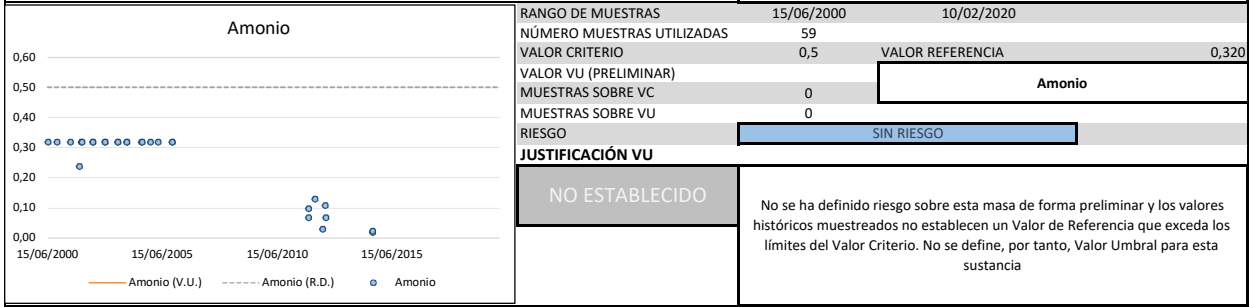 Amonio
0,60
0,50
0,40
0,30
0,20
0,10
0,00
15/06/2000 15/06/2005 15/06/2010 15/06/2015
Amonio (V.U.) Amonio (R.D.) Amonio
RANGO DE MUESTRAS 15/06/2000 10/02/2020
NÚMERO MUESTRAS UTILIZADAS 59
VALOR CRITERIO 0,5 VALOR REFERENCIA 0,320
VALOR VU (PRELIMINAR)
Amonio
MUESTRAS SOBRE VC 0
MUESTRAS SOBRE VU 0
RIESGO SIN RIESGO
JUSTIFICACIÓN VU
NO ESTABLECIDO
No se ha definido riesgo sobre esta masa de forma preliminar y los valores
históricos muestreados no establecen un Valor de Referencia que exceda los
límites del Valor Criterio. No se define, por tanto, Valor Umbral para esta
sustancia